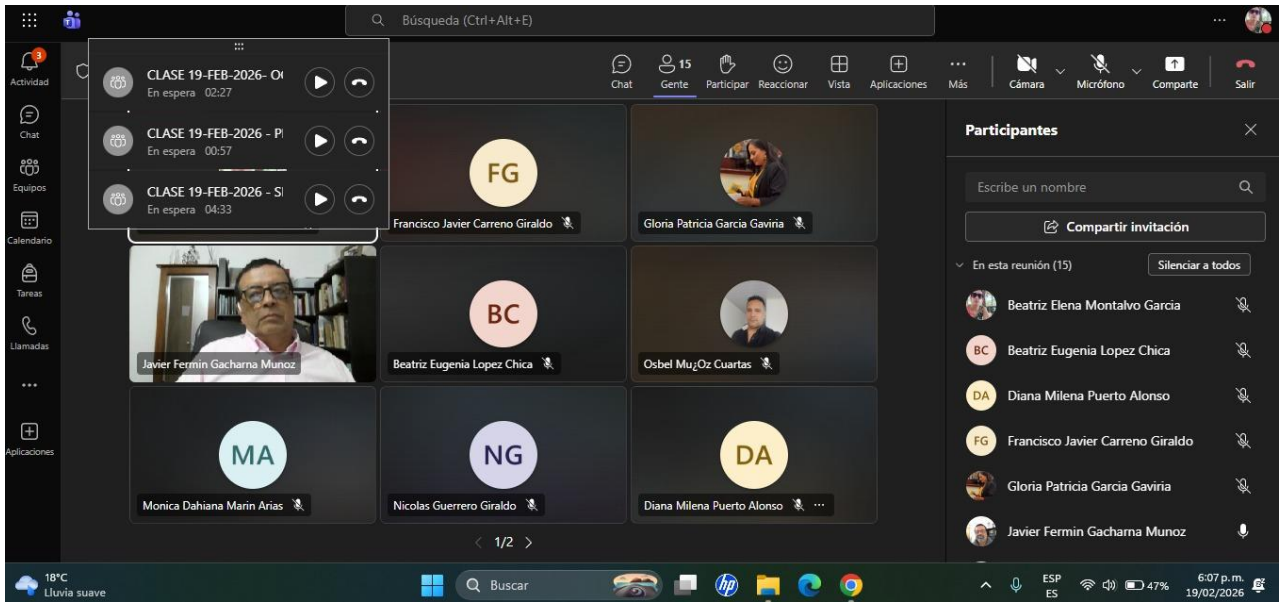 Búsqueda (Ctrl+Alt+E)
3
Actividad
Chat
Equipos
Calendario
Tareas
Llamadas
Aplicaciones
CLASE 19-FEB-2026-
En espera 02:27
CLASE 19-FEB-2026 -
En espera 00:57
CLASE 19-FEB-2026 -
En espera 04:33
Chat
15
Gente
Participar
Reaccionar
Vista
Aplicaciones
Más
Cámara
Micrófono
Comparte
Salir
FG
Francisco Javier Carreno Giraldo
Gloria Patricia Garcia Gaviria
Javier Fermin Gacharna Munoz
BC
Beatriz Eugenia Lopez Chica
Osbel Mu¿Oz Cuartas
MA
Monica Dahiana Marin Arias
NG
Nicolas Guerrero Giraldo
DA
Diana Milena Puerto Alonso
1/2
Participantes
Escribe un nombre
Compartir invitación
En esta reunión (15)
Silenciar a todos
Beatriz Elena Montalvo Garcia
BC
Beatriz Eugenia Lopez Chica
DA
Diana Milena Puerto Alonso
FG
Francisco Javier Carreno Giraldo
Gloria Patricia Garcia Gaviria
Javier Fermin Gacharna Munoz
18°C
Lluvia suave
Buscar
hp
ESP
ES
47%
6:07 p. m.
19/02/2026